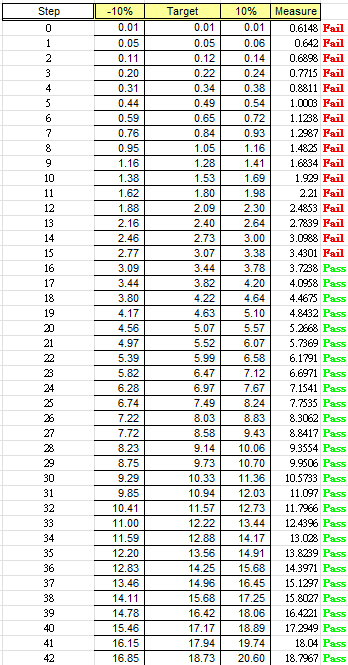 Step -10% Target 10% Measure
0 0.01 0.01 0.01 0.6148 Fail
1 0.05 0.05 0.06 0.642 Fail
2 0.11 0.12 0.14 0.6898 Fail
3 0.20 0.22 0.24 0.7715 Fail
4 0.31 0.34 0.38 0.8811 Fail
5 0.44 0.49 0.54 1.0003 Fail
6 0.59 0.65 0.72 1.1238 Fail
7 0.76 0.84 0.93 1.2987 Fail
8 0.95 1.05 1.16 1.4825 Fail
9 1.16 1.28 1.41 1.6834 Fail
10 1.38 1.53 1.69 1.929 Fail
11 1.62 1.80 1.98 2.21 Fail
12 1.88 2.09 2.30 2.4853 Fail
13 2.16 2.40 2.64 2.7839 Fail
14 2.46 2.73 3.00 3.0988 Fail
15 2.77 3.07 3.38 3.4301 Fail
16 3.09 3.44 3.78 3.7238 Pass
17 3.44 3.82 4.20 4.0958 Pass
18 3.80 4.22 4.64 4.4675 Pass
19 4.17 4.63 5.10 4.8432 Pass
20 4.56 5.07 5.57 5.2668 Pass
21 4.97 5.52 6.07 5.7369 Pass
22 5.39 5.99 6.58 6.1791 Pass
23 5.82 6.47 7.12 6.6971 Pass
24 6.28 6.97 7.67 7.1541 Pass
25 6.74 7.49 8.24 7.7535 Pass
26 7.22 8.03 8.83 8.3062 Pass
27 7.72 8.58 9.43 8.8417 Pass
28 8.23 9.14 10.06 9.3554 Pass
29 8.75 9.73 10.70 9.9506 Pass
30 9.29 10.33 11.36 10.5733 Pass
31 9.85 10.94 12.03 11.097 Pass
32 10.41 11.57 12.73 11.7966 Pass
33 11.00 12.22 13.44 12.4396 Pass
34 11.59 12.88 14.17 13.028 Pass
35 12.20 13.56 14.91 13.8239 Pass
36 12.83 14.25 15.68 14.3971 Pass
37 13.46 14.96 16.45 15.1297 Pass
38 14.11 15.68 17.25 15.8027 Pass
39 14.78 16.42 18.06 16.4221 Pass
40 15.46 17.17 18.89 17.2949 Pass
41 16.15 17.94 19.74 18.04 Pass
42 16.85 18.73 20.60 18.7967 Pass